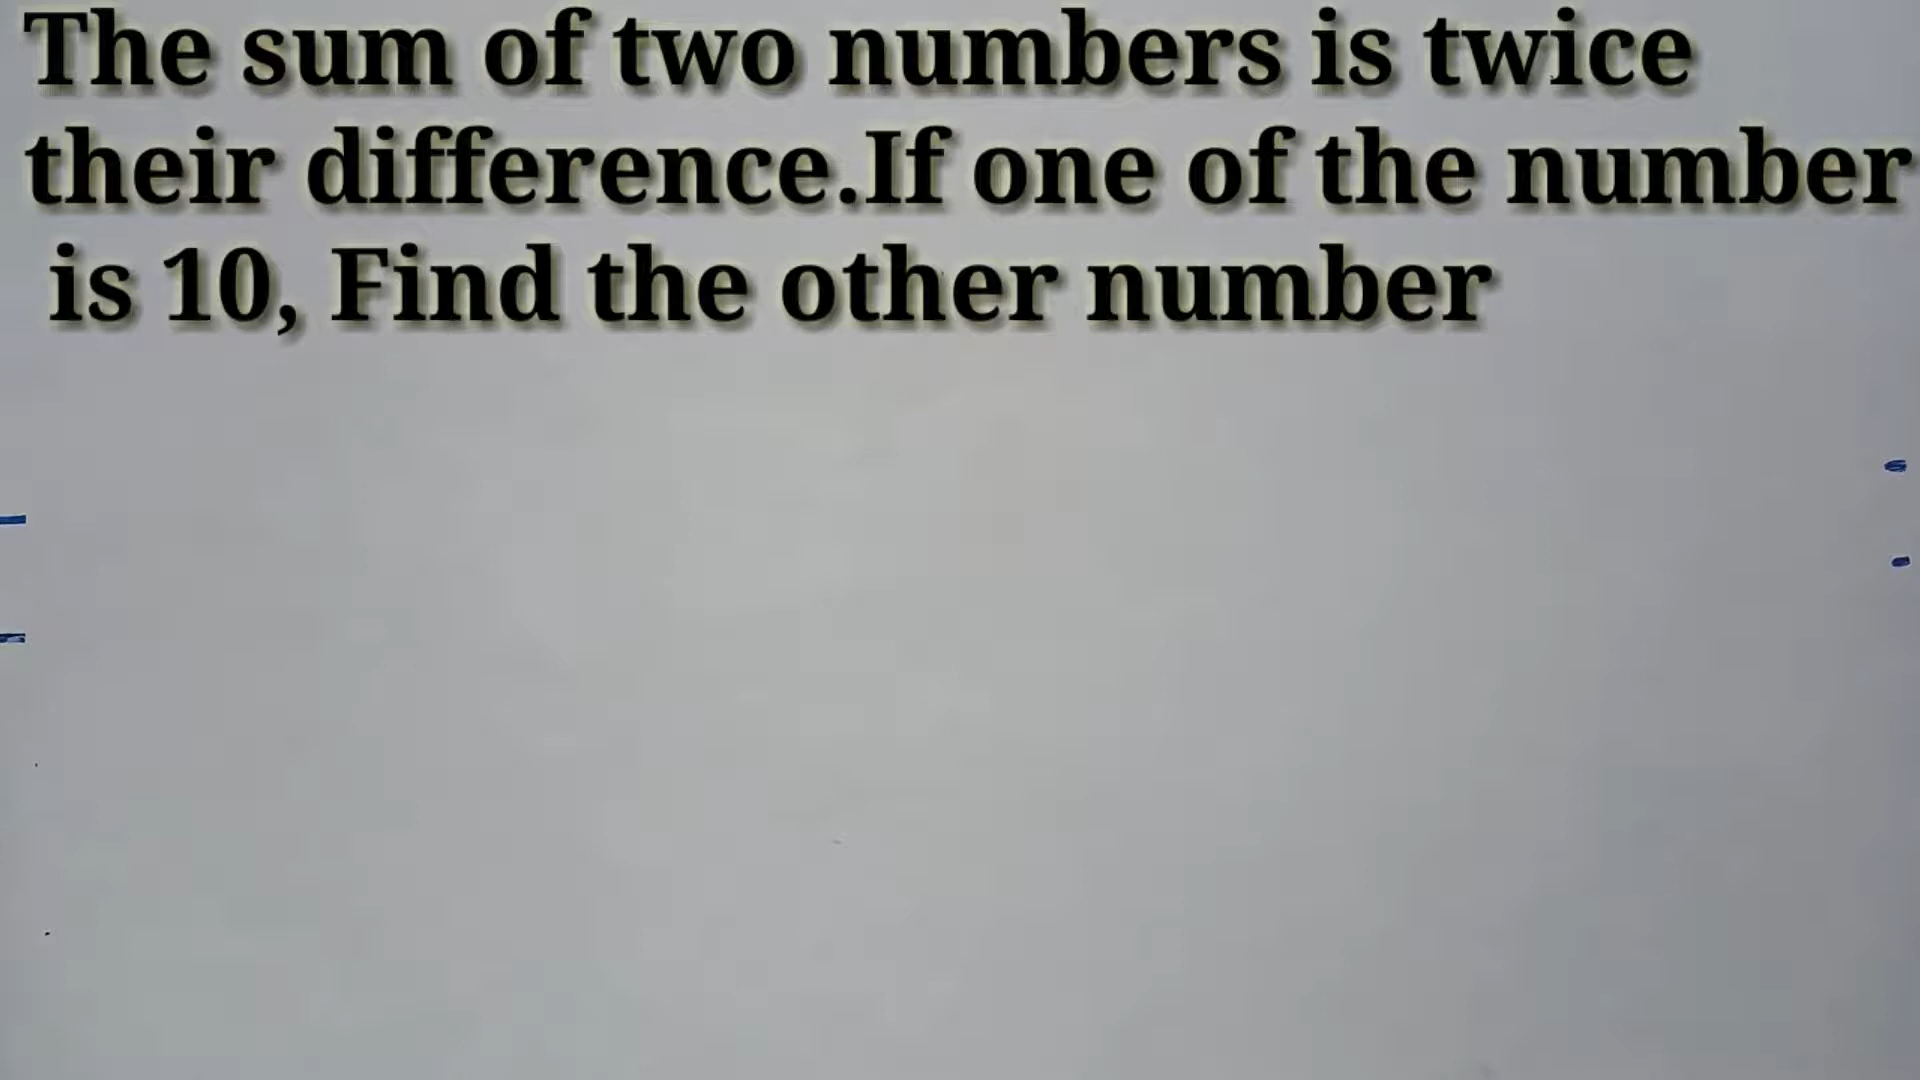 The sum of two numbers is twice
their difference.If one of the number
is 10, Find the other number